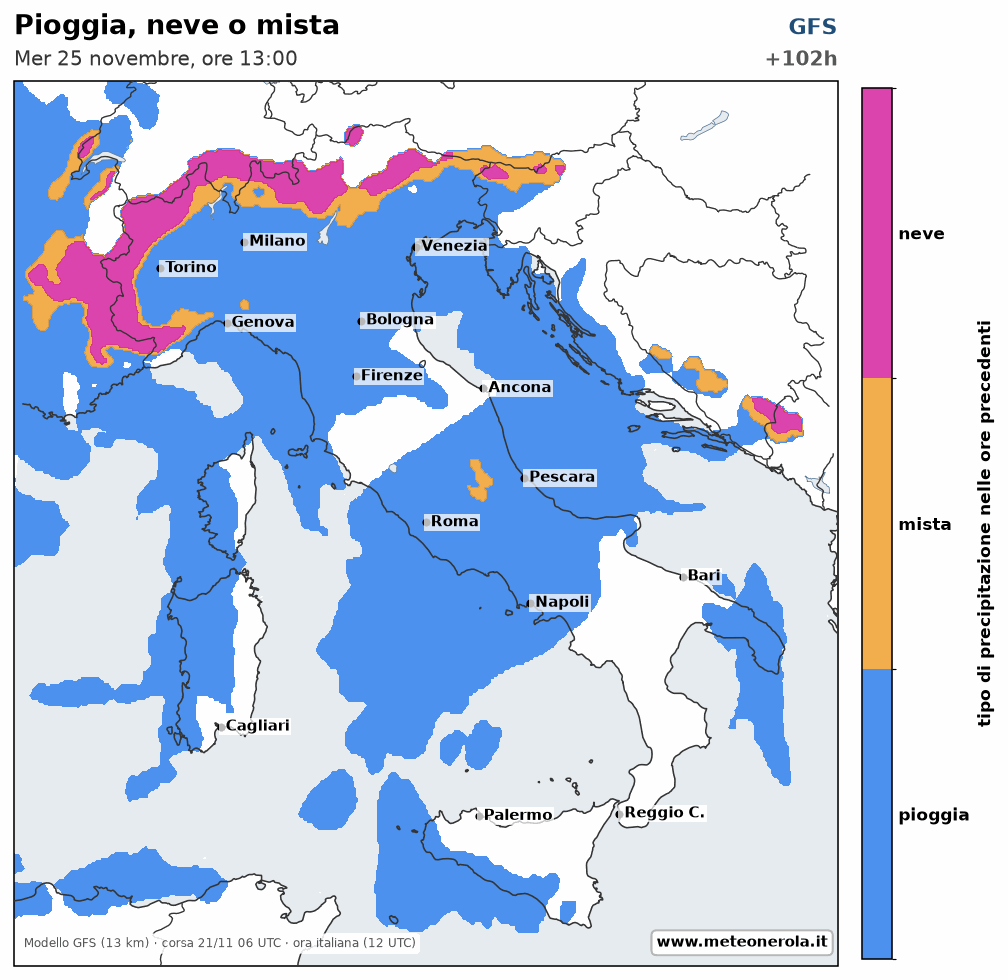 Pioggia, neve o mista
GFS
Mer 25 novembre, ore 13:00
+102h
neve
Milano
Venezia
Torino
Genova
Bologna
Firenze
Ancona
tipo di precipitazione nelle ore precedenti
Pescara
Roma
mista
Bari
Napoli
Cagliari
Palermo
Reggio C.
pioggia
Modello GFS (13 km) · corsa 21/11 06 UTC · ora italiana (12 UTC)
www.meteonerola.it